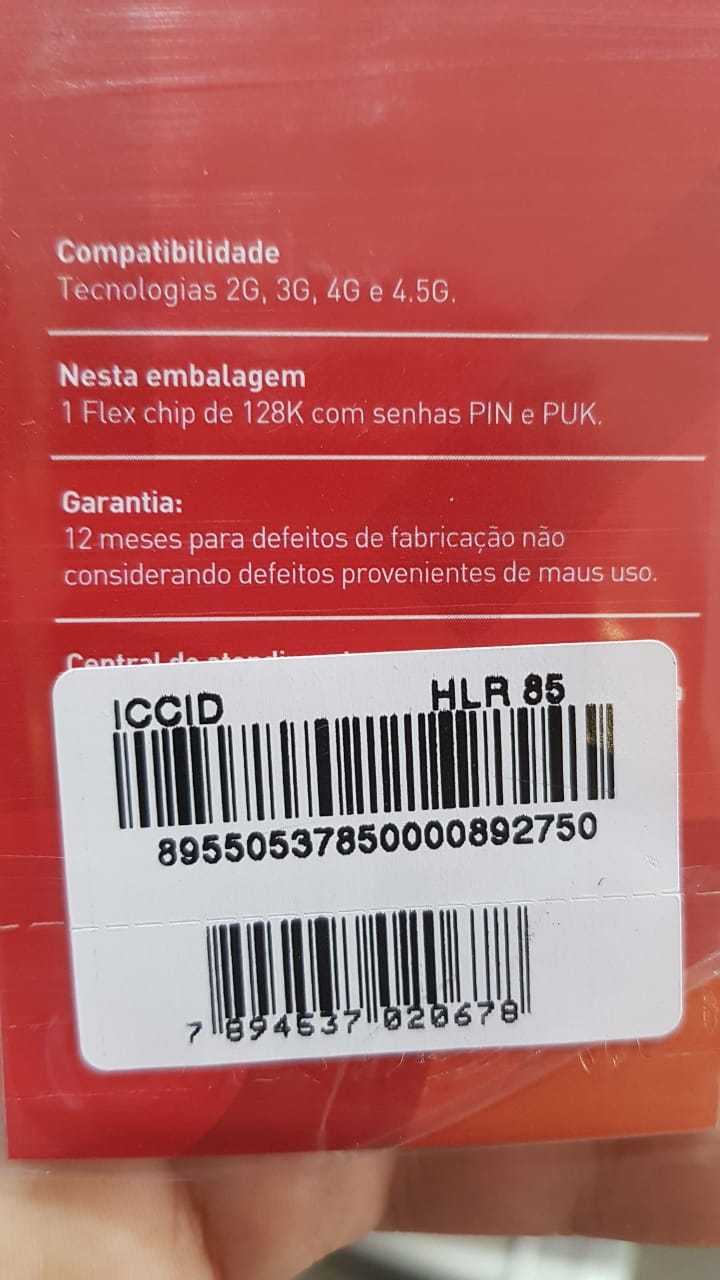 Compatibilidade
Tecnologias 2G, 3G, 4G e 4.5G.
Nesta embalagem
1 Flex chip de 128K com senhas PIN e PUK.
Garantia:
12 meses para defeitos de fabricação não
considerando defeitos provenientes de maus uso.
Central de
ICCID HLR 85
89550537850000892750
7 894537 020678